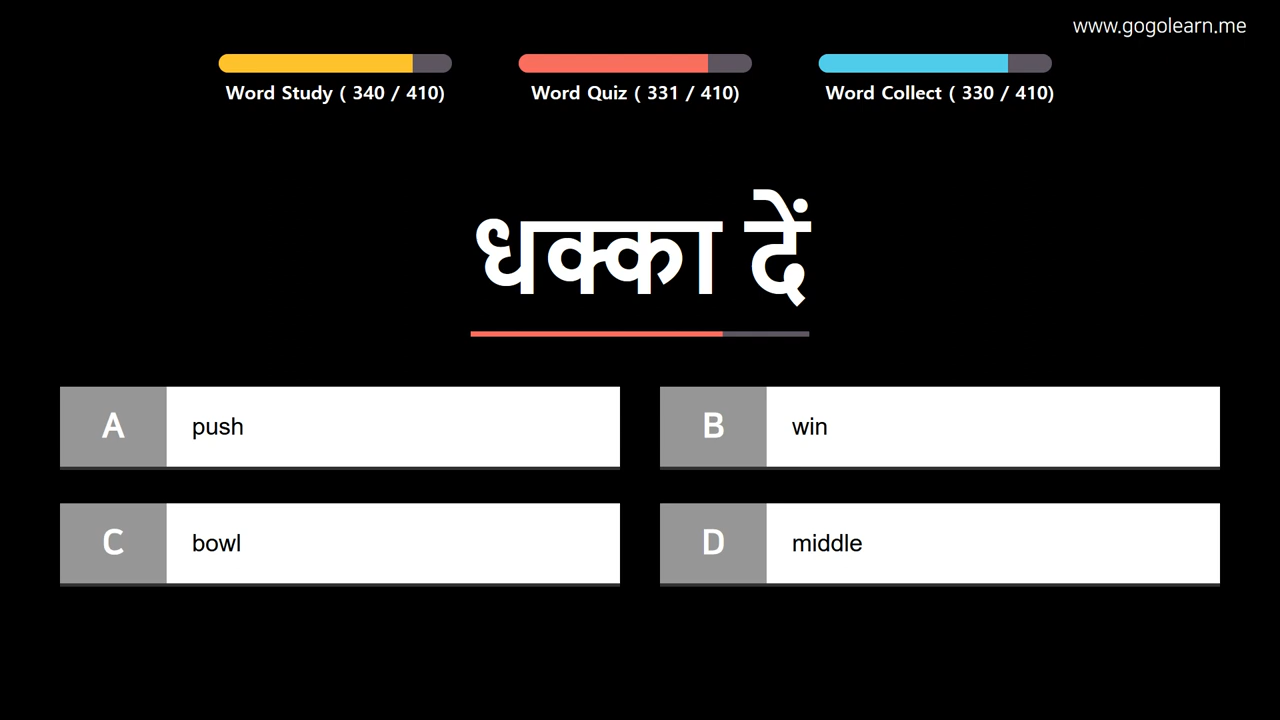 www.gogolearn.me
Word Study ( 340 / 410)
Word Quiz ( 331 / 410)
Word Collect ( 330 / 410)
धक्का दें
A push
B win
C bowl
D middle